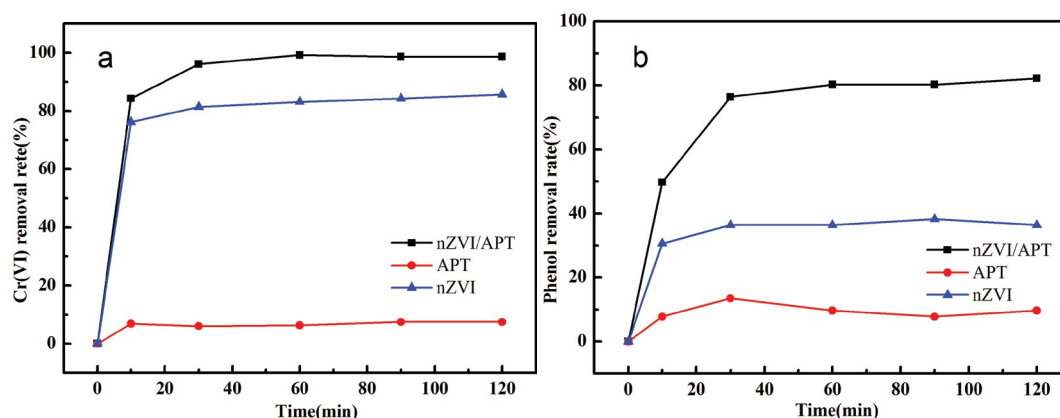 a
100
80
60
40
20
0
Cr(VI) removal rete(%)
nZVI/APT
APT
nZVI
0 20 40 60 80 100 120
Time(min)
b
100
80
60
40
20
0
Phenol removal rate(%)
nZVI/APT
APT
nZVI
0 20 40 60 80 100 120
Time(min)